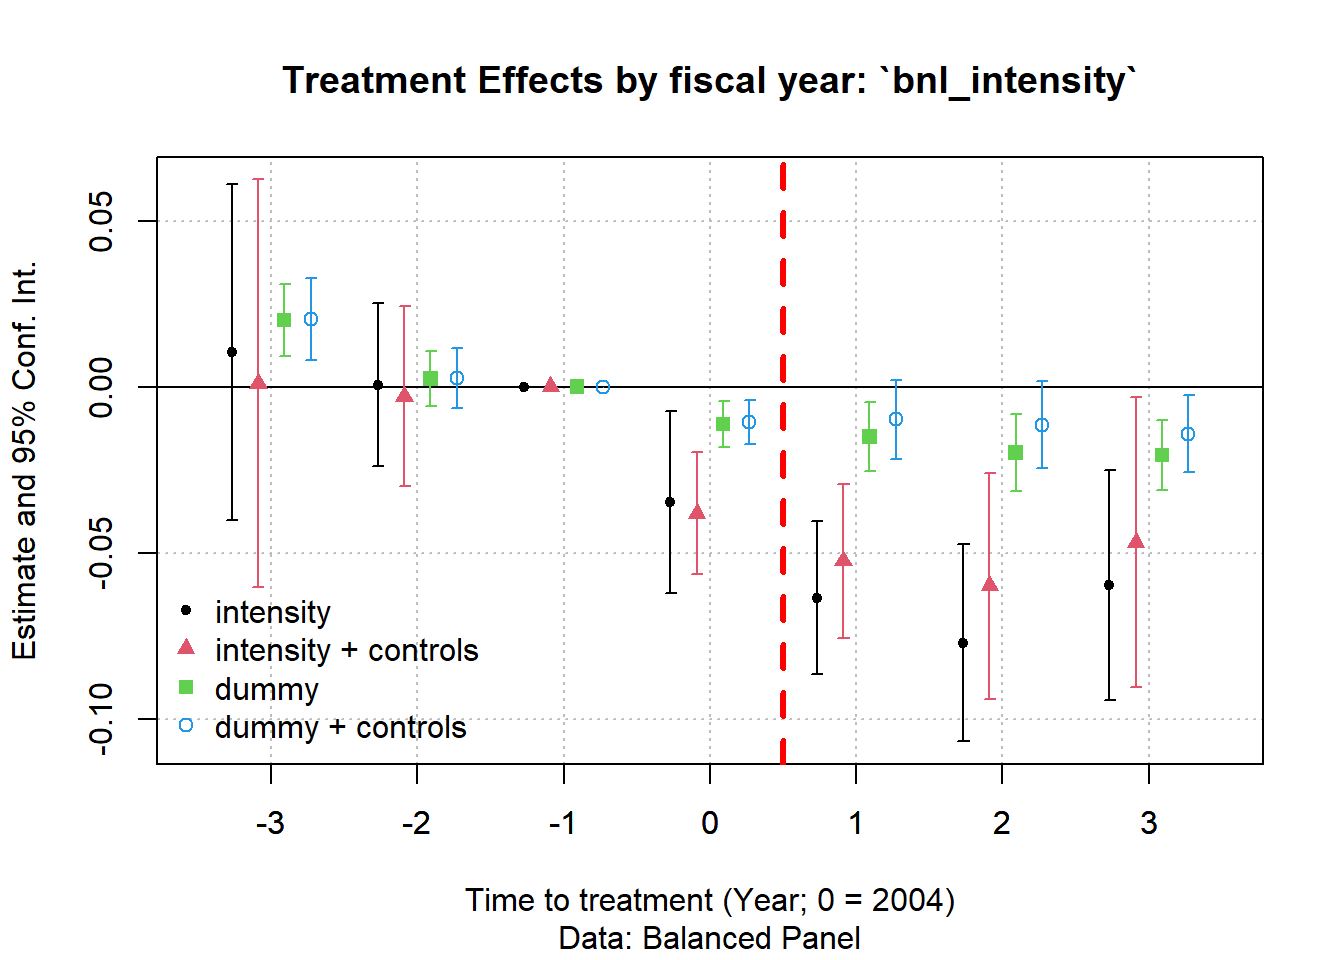 Treatment Effects by fiscal year: `bnl_intensity`
Estimate and 95% Conf. Int.
0.05
0.00
-0.05
-0.10
intensity
intensity + controls
dummy
dummy + controls
-3 -2 -1 0 1 2 3
Time to treatment (Year; 0 = 2004)
Data: Balanced Panel